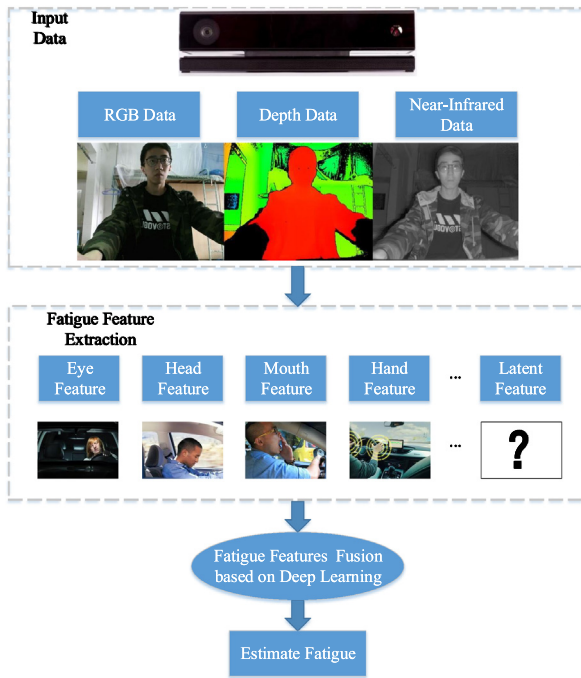 Input
Data
RGB Data
Depth Data
Near-Infrared
Data
Fatigue Feature
Extraction
Eye
Feature
Head
Feature
Mouth
Feature
Hand
Feature
...
Latent
Feature
...
?
Fatigue Features Fusion
based on Deep Learning
Estimate Fatigue